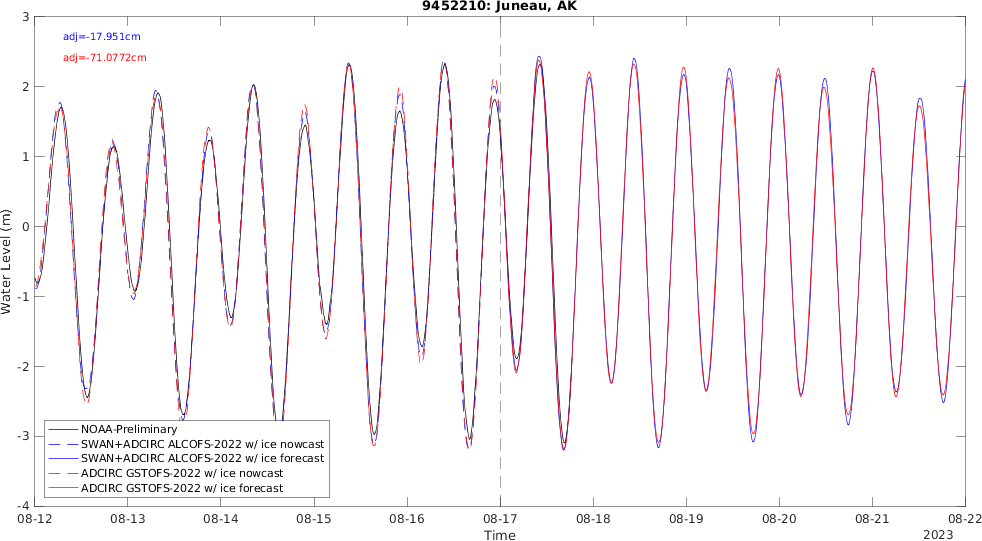 9452210: Juneau, AK
adj=-17.951cm
adj=-71.0772cm
Water Level (m)
3
2
1
0
-1
-2
-3
-4
NOAA-Preliminary
SWAN+ADCIRC ALCOFS-2022 w/ ice nowcast
SWAN+ADCIRC ALCOFS-2022 w/ ice forecast
ADCIRC GSTOFS-2022 w/ ice nowcast
ADCIRC GSTOFS-2022 w/ ice forecast
08-12 08-13 08-14 08-15 08-16 08-17 08-18 08-19 08-20 08-21 08-22
Time
2023